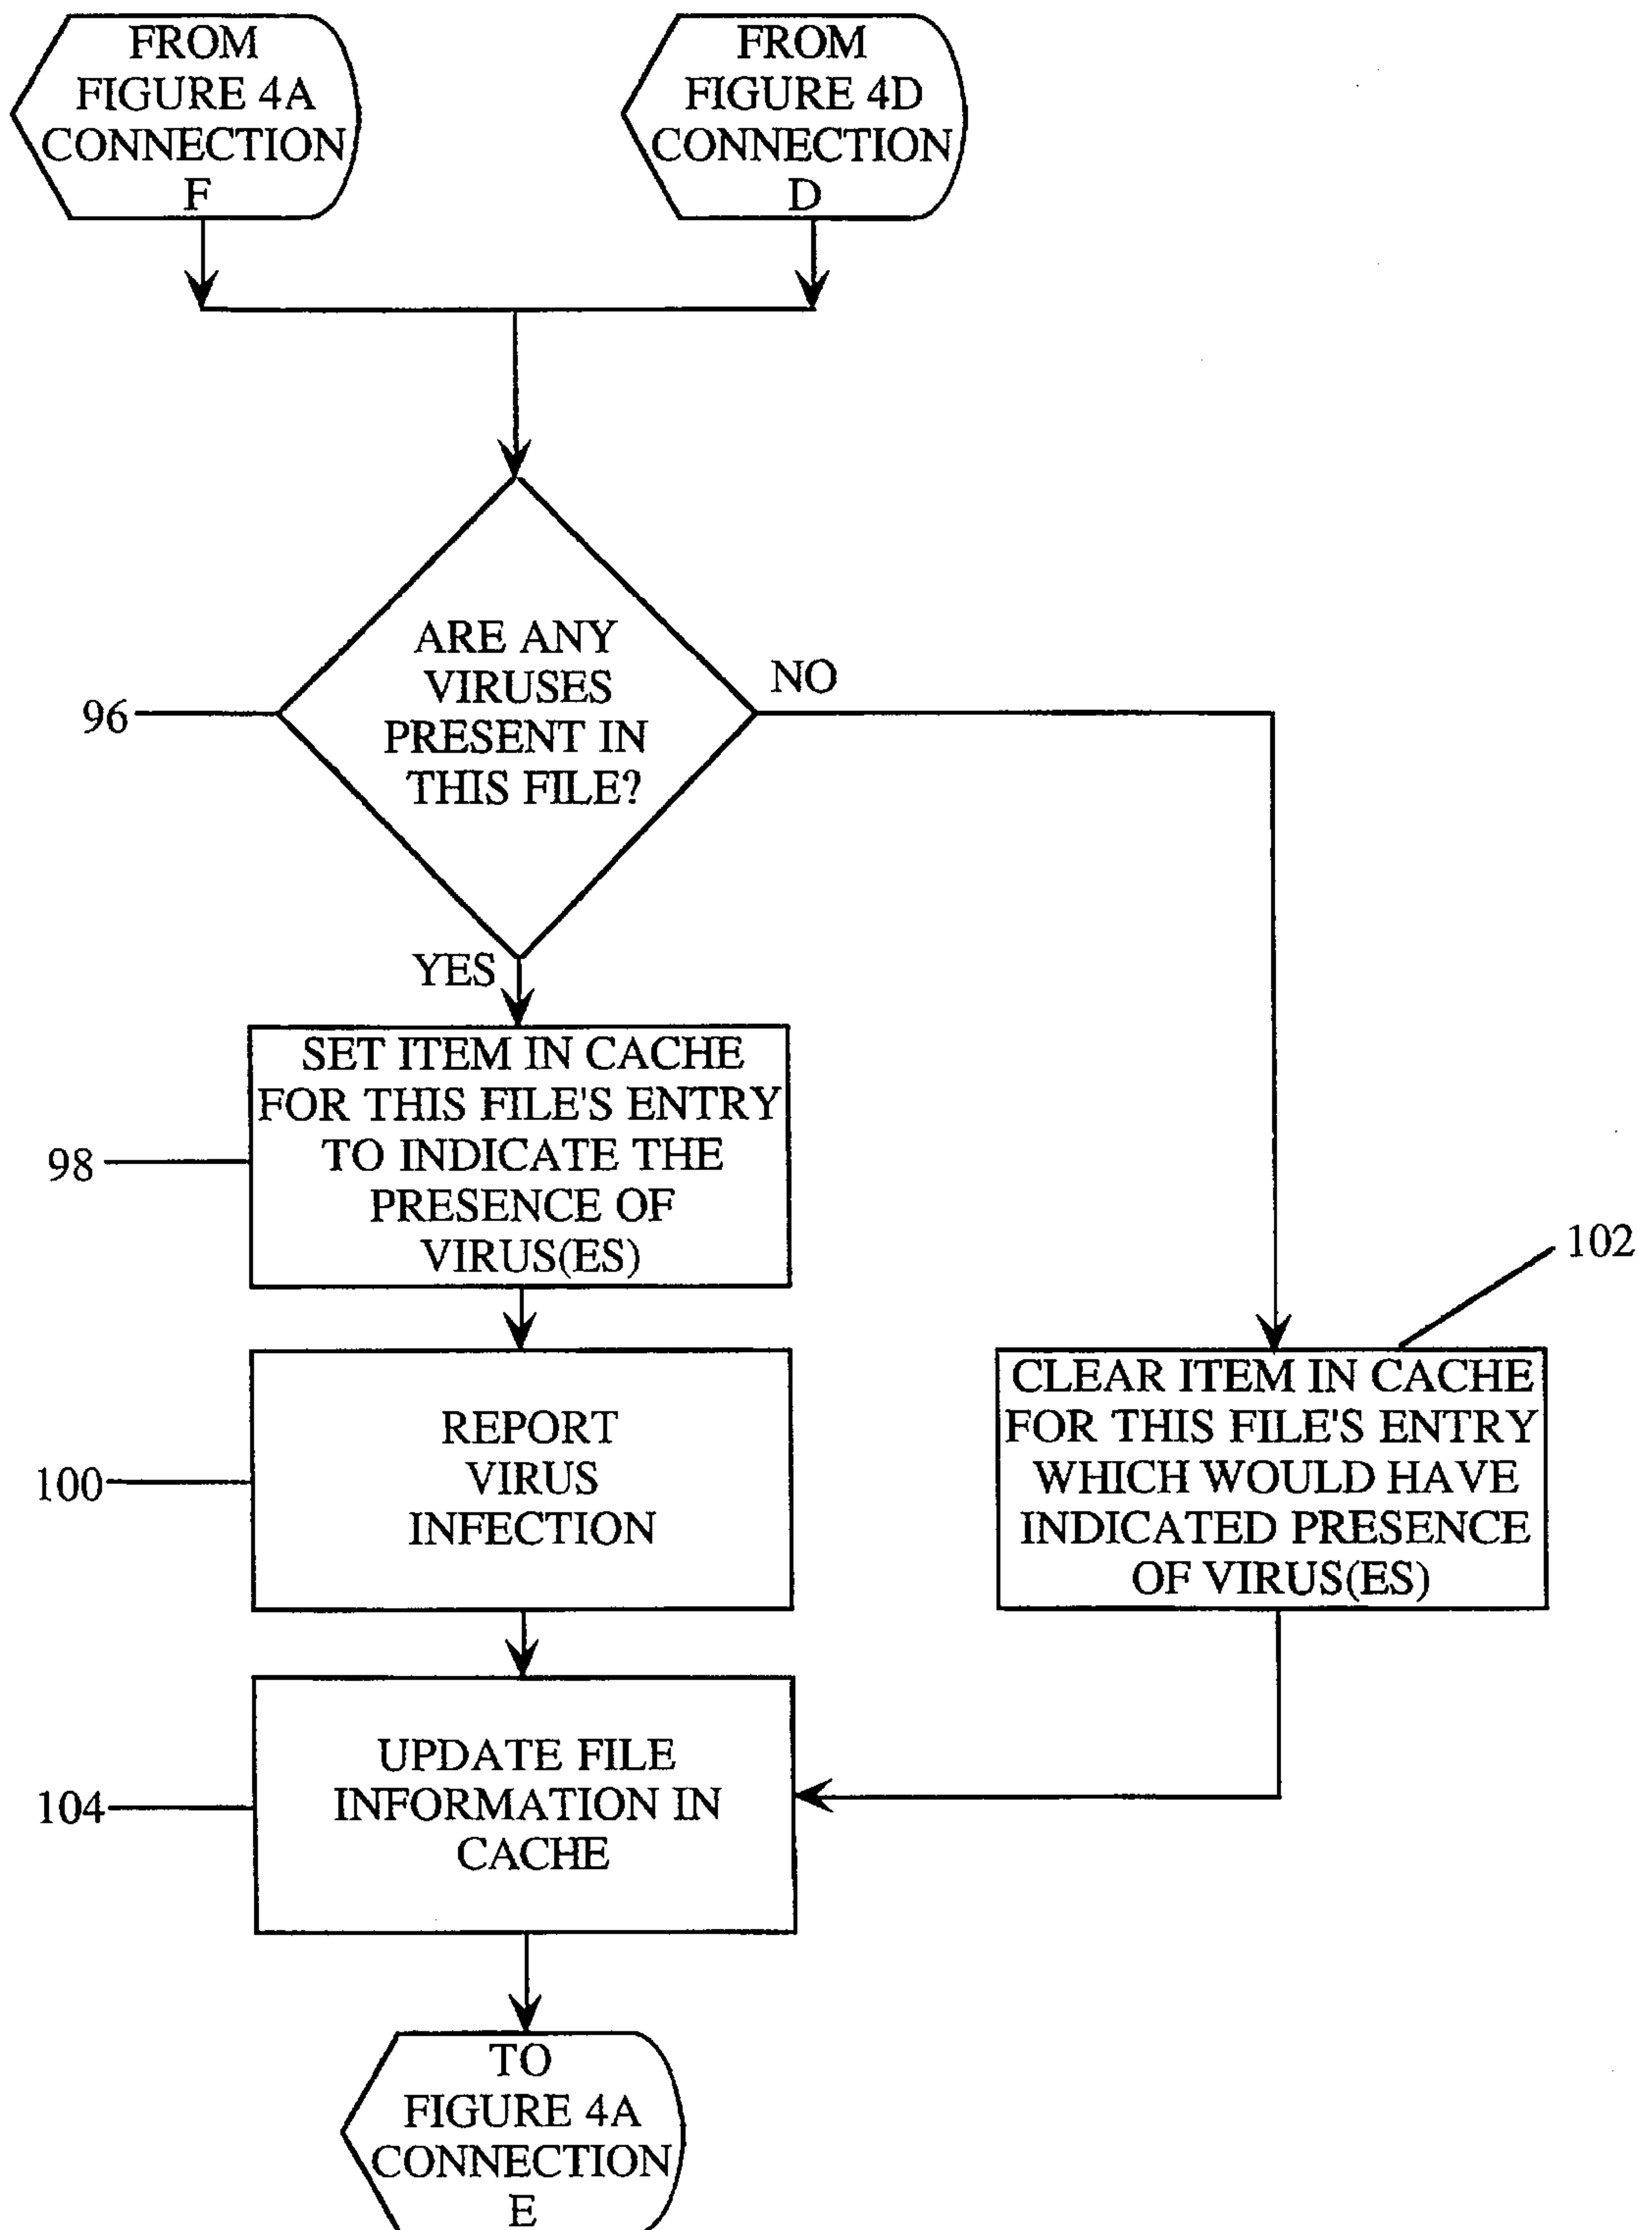 FROM
FIGURE 4A
CONNECTION
F
FROM
FIGURE 4D
CONNECTION
D
ARE ANY
VIRUSES
PRESENT IN
THIS FILE?
96
NO
YES
SET ITEM IN CACHE
FOR THIS FILE'S ENTRY
TO INDICATE THE
PRESENCE OF
VIRUS(ES)
98
102
REPORT
VIRUS
INFECTION
100
CLEAR ITEM IN CACHE
FOR THIS FILE'S ENTRY
WHICH WOULD HAVE
INDICATED PRESENCE
OF VIRUS(ES)
UPDATE FILE
INFORMATION IN
CACHE
104
TO
FIGURE 4A
CONNECTION
E